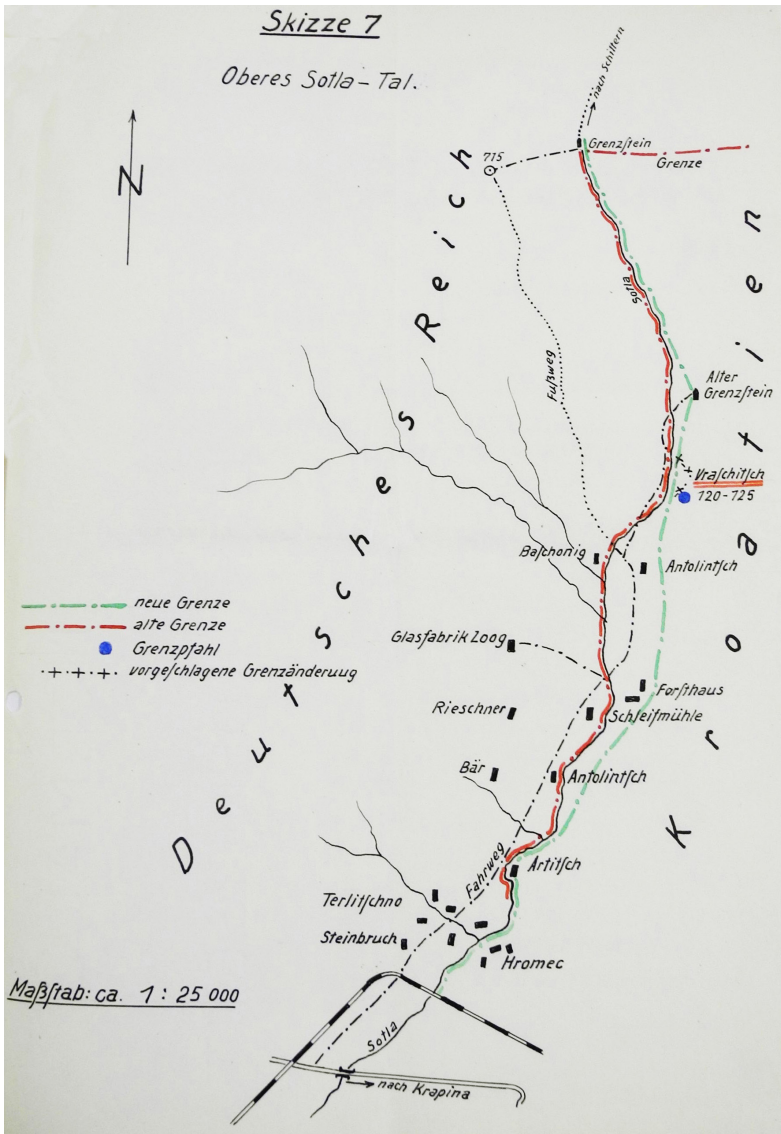 Skizze 7
Oberes Sotla-Tal.
nach Schiltern
N
715
Grenzstein
Grenze
Deutsches Reich
Kroatien
Sotla
Fußweg
Alter
Grenzstein
Vraschitsch
720-725
Baschonig
Antolintsch
neue Grenze
alte Grenze
Grenzpfahl
vorgeschlagene Grenzänderuug
Glasfabrik Loog
Forsthaus
Rieschner
Schleifmühle
Bär
Antolintsch
Fahrweg
Artitsch
Terlitschno
Steinbruch
Hromec
Maßstab: ca. 1 : 25 000
Sotla
nach Krapina